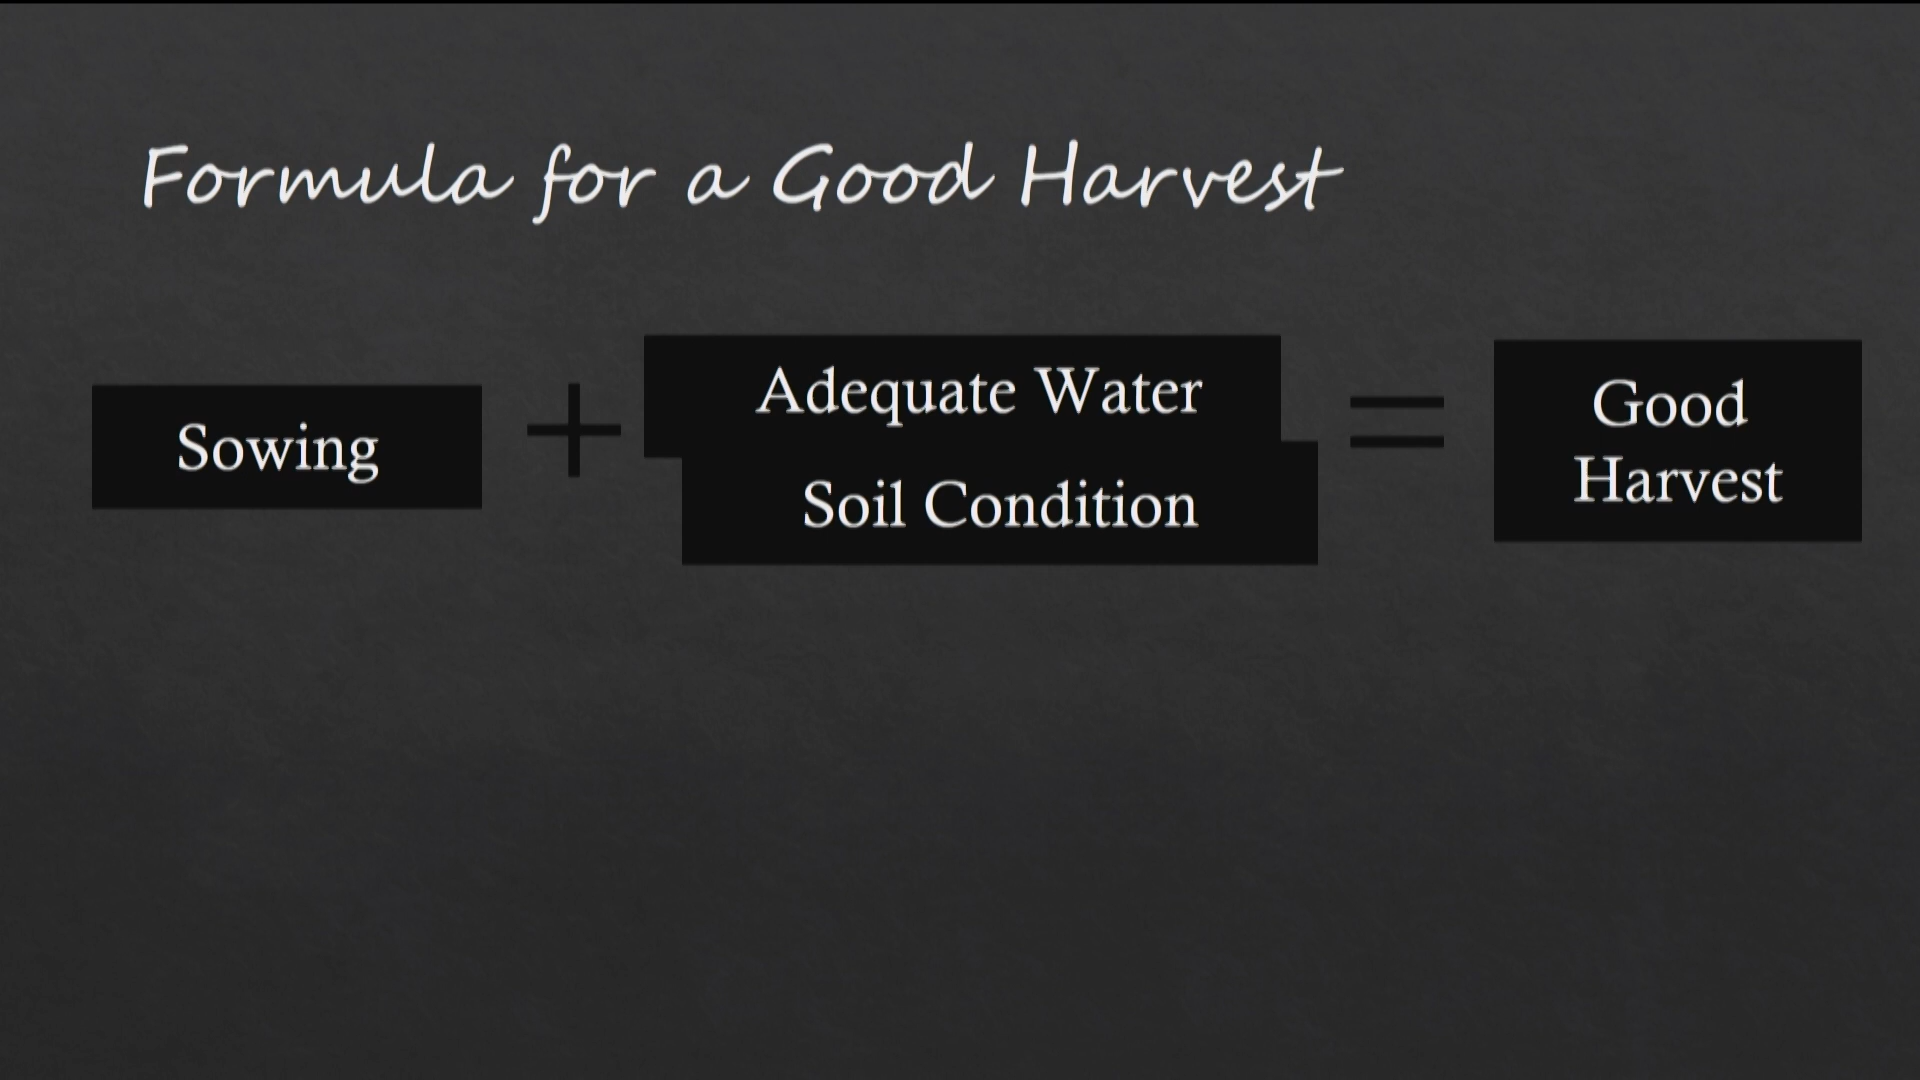 Formula for a Good Harvest
Sowing
+
Adequate Water
Soil Condition
=
Good
Harvest